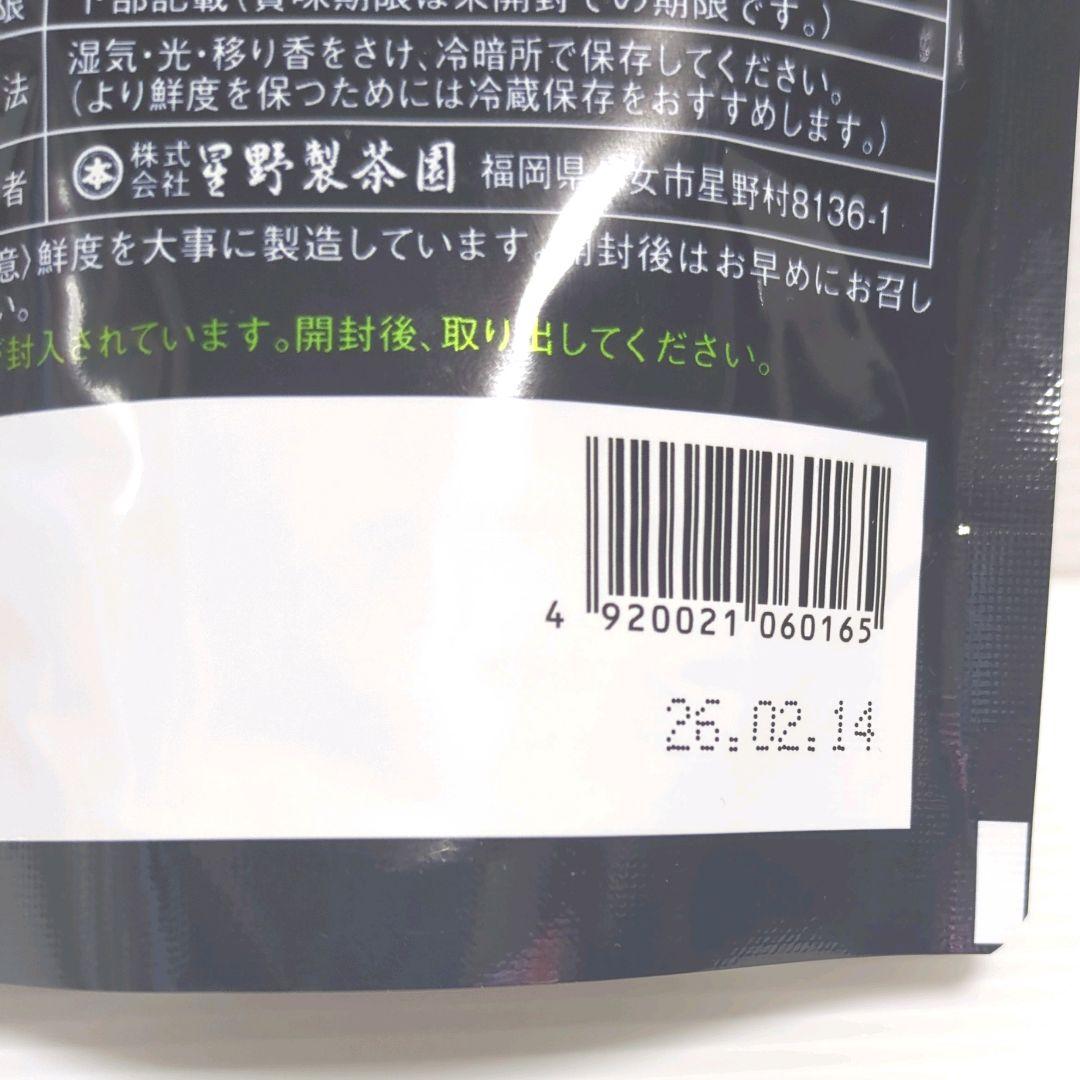 限 下部記載(賞味期限は未開封での期限です。)
湿気・光・移り香をさけ、冷暗所で保存してください。
法 (より鮮度を保つためには冷蔵保存をおすすめします。)
者 本 株式会社 星野製茶園 福岡県 女市星野村8136-1
意)鮮度を大事に製造しています。開封後はお早めにお召し
い。
封入されています。開封後、取り出してください。
4 920021 060165
26.02.14